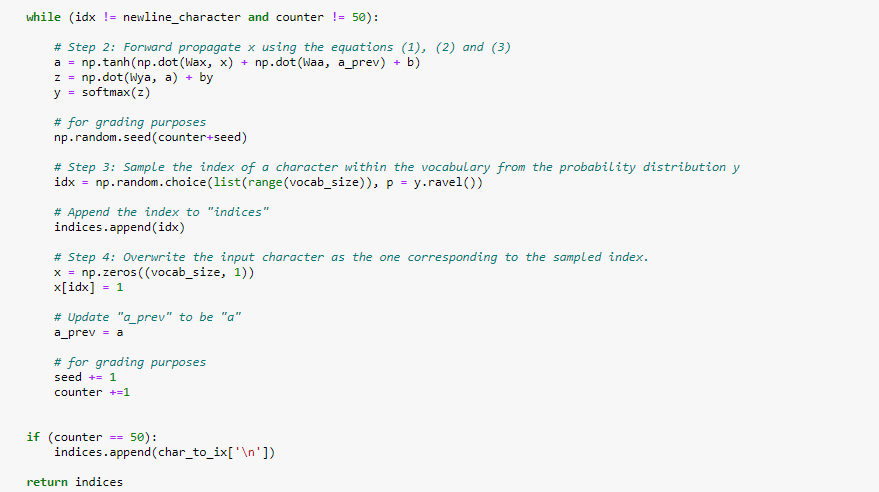 while (idx != newline_character and counter != 50):
# Step 2: Forward propagate x using the equations (1), (2) and (3)
a = np.tanh(np.dot(Wax, x) + np.dot(Waa, a_prev) + b)
z = np.dot(Wya, a) + by
y = softmax(z)
# for grading purposes
np.random.seed(counter+seed)
# Step 3: Sample the index of a character within the vocabulary from the probability distribution y
idx = np.random.choice(list(range(vocab_size)), p = y.ravel())
# Append the index to "indices"
indices.append(idx)
# Step 4: Overwrite the input character as the one corresponding to the sampled index.
x = np.zeros((vocab_size, 1))
x[idx] = 1
# Update "a_prev" to be "a"
a_prev = a
# for grading purposes
seed += 1
counter +=1
if (counter == 50):
indices.append(char_to_ix['\n'])
return indices